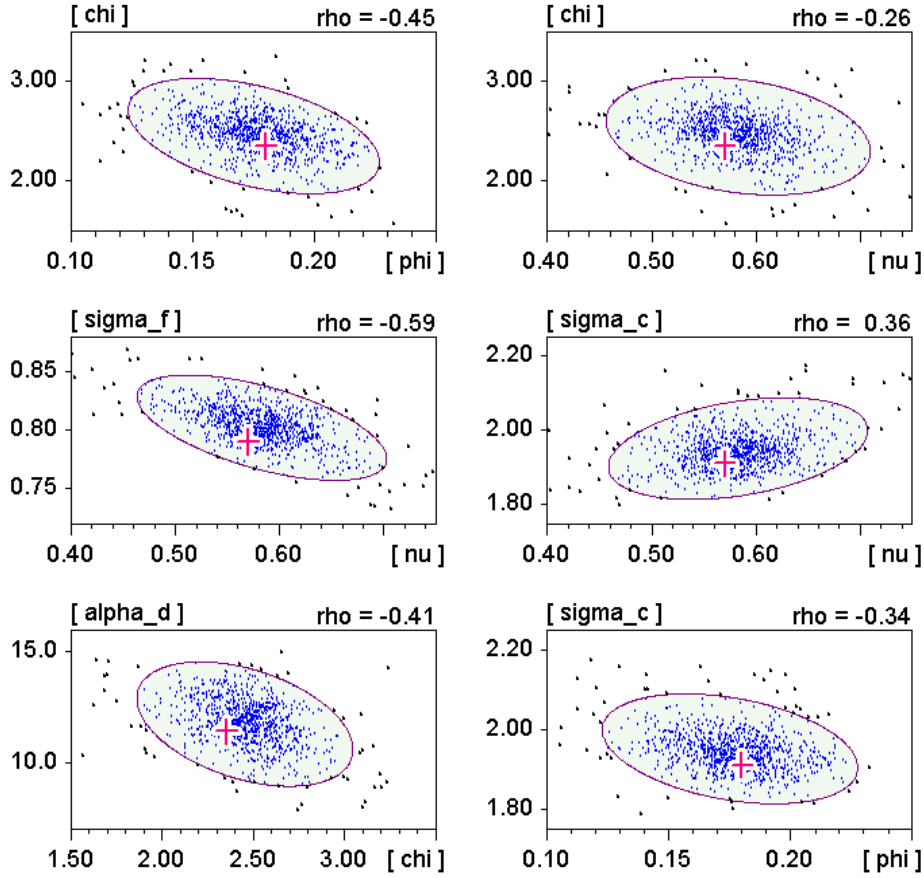 [ chi ] rho = -0.45
3.00
2.00
0.10 0.15 0.20 [ phi ]
[ chi ] rho = -0.26
3.00
2.00
0.40 0.50 0.60 [ nu ]
[ sigma_f ] rho = -0.59
0.85
0.80
0.75
0.40 0.50 0.60 [ nu ]
[ sigma_c ] rho = 0.36
2.20
2.00
1.80
0.40 0.50 0.60 [ nu ]
[ alpha_d ] rho = -0.41
15.0
10.0
1.50 2.00 2.50 3.00 [ chi ]
[ sigma_c ] rho = -0.34
2.20
2.00
1.80
0.10 0.15 0.20 [ phi ]